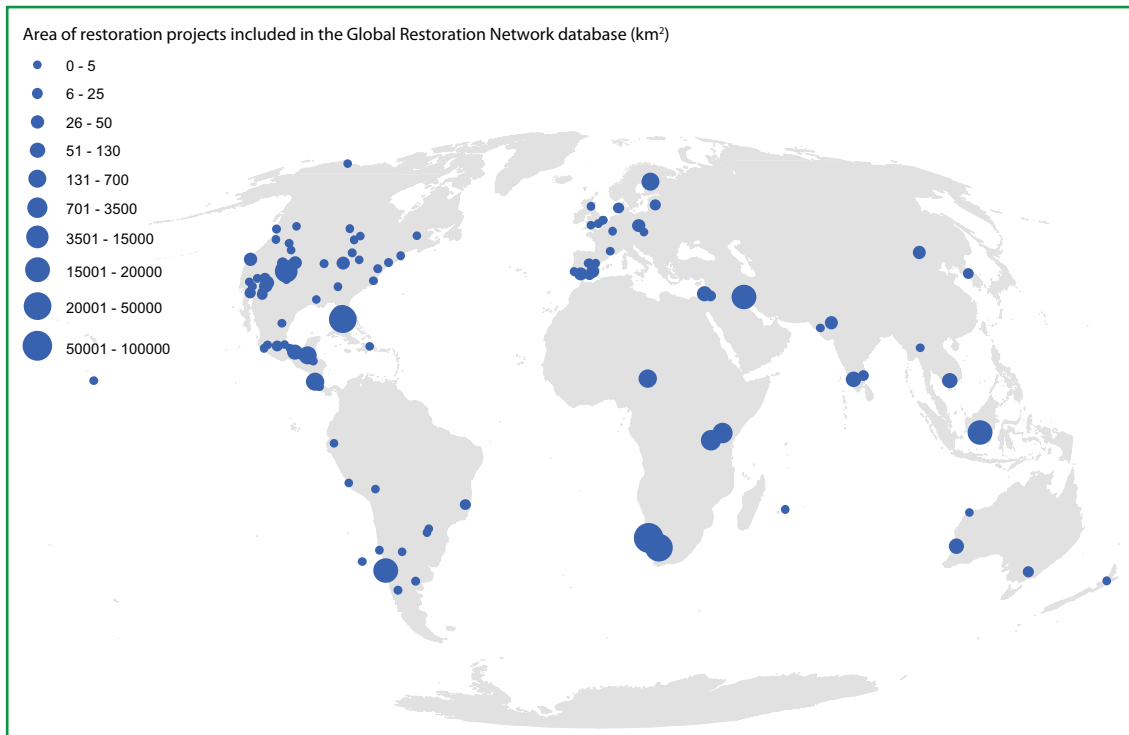 Area of restoration projects included in the Global Restoration Network database (km²)
0 - 5
6 - 25
26 - 50
51 - 130
131 - 700
701 - 3500
3501 - 15000
15001 - 20000
20001 - 50000
50001 - 100000